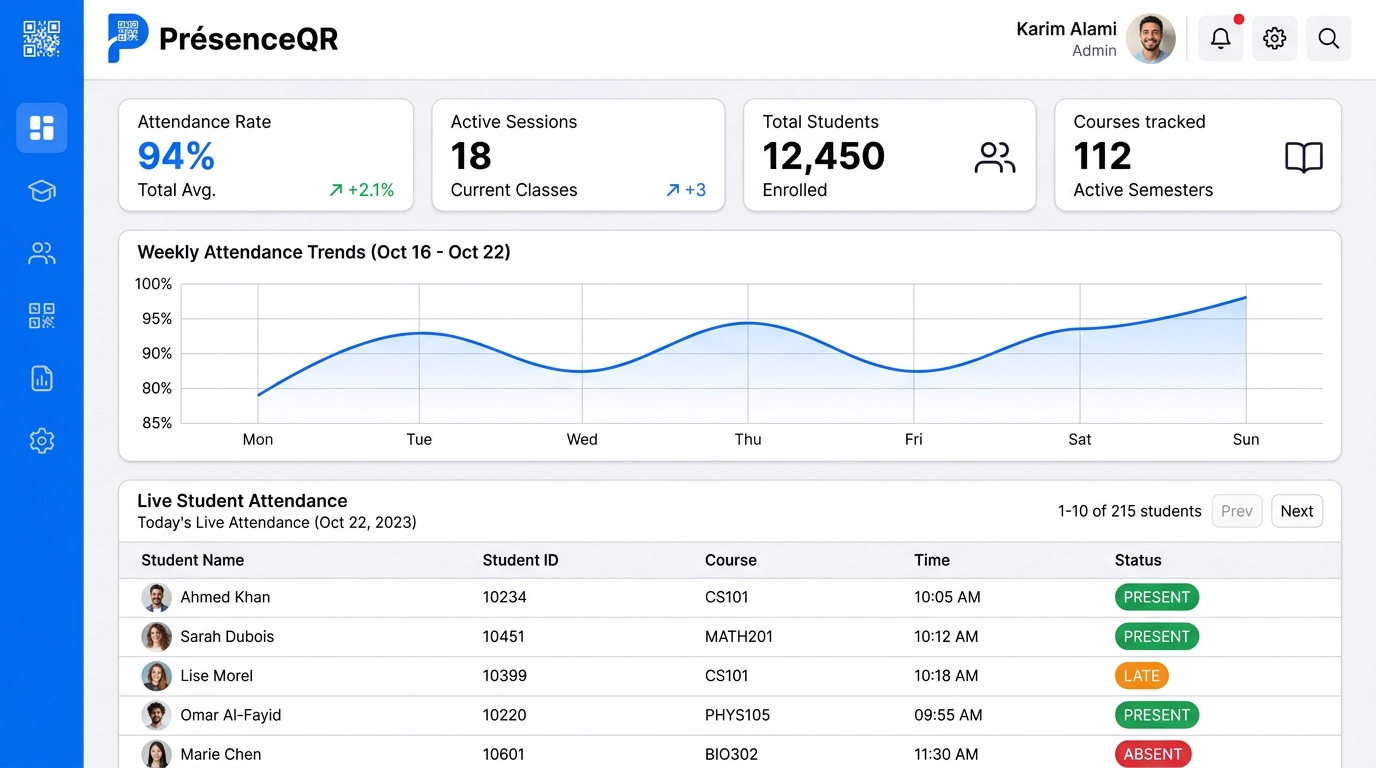 PrésenceQR
Karim Alami
Admin
Attendance Rate
94%
Total Avg.
+2.1%
Active Sessions
18
Current Classes
+3
Total Students
12,450
Enrolled
Courses tracked
112
Active Semesters
Weekly Attendance Trends (Oct 16 - Oct 22)
100%
95%
90%
80%
85%
Mon Tue Wed Thu Fri Sat Sun
Live Student Attendance
Today's Live Attendance (Oct 22, 2023)
1-10 of 215 students Prev Next
Student Name Student ID Course Time Status
Ahmed Khan 10234 CS101 10:05 AM PRESENT
Sarah Dubois 10451 MATH201 10:12 AM PRESENT
Lise Morel 10399 CS101 10:18 AM LATE
Omar Al-Fayid 10220 PHYS105 09:55 AM PRESENT
Marie Chen 10601 BIO302 11:30 AM ABSENT